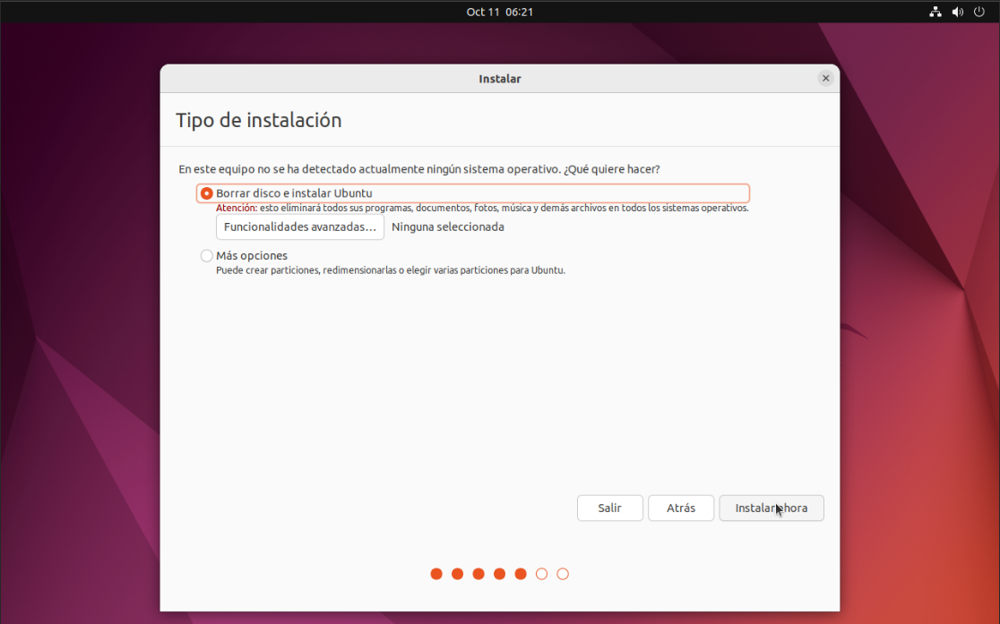 Oct 11 06:21
Instalar
Tipo de instalación
En este equipo no se ha detectado actualmente ningún sistema operativo. ¿Qué quiere hacer?
Borrar disco e instalar Ubuntu
Atención: esto eliminará todos sus programas, documentos, fotos, música y demás archivos en todos los sistemas operativos.
Funcionalidades avanzadas... Ninguna seleccionada
Más opciones
Puede crear particiones, redimensionarlas o elegir varias particiones para Ubuntu.
Salir Atrás Instalar ahora